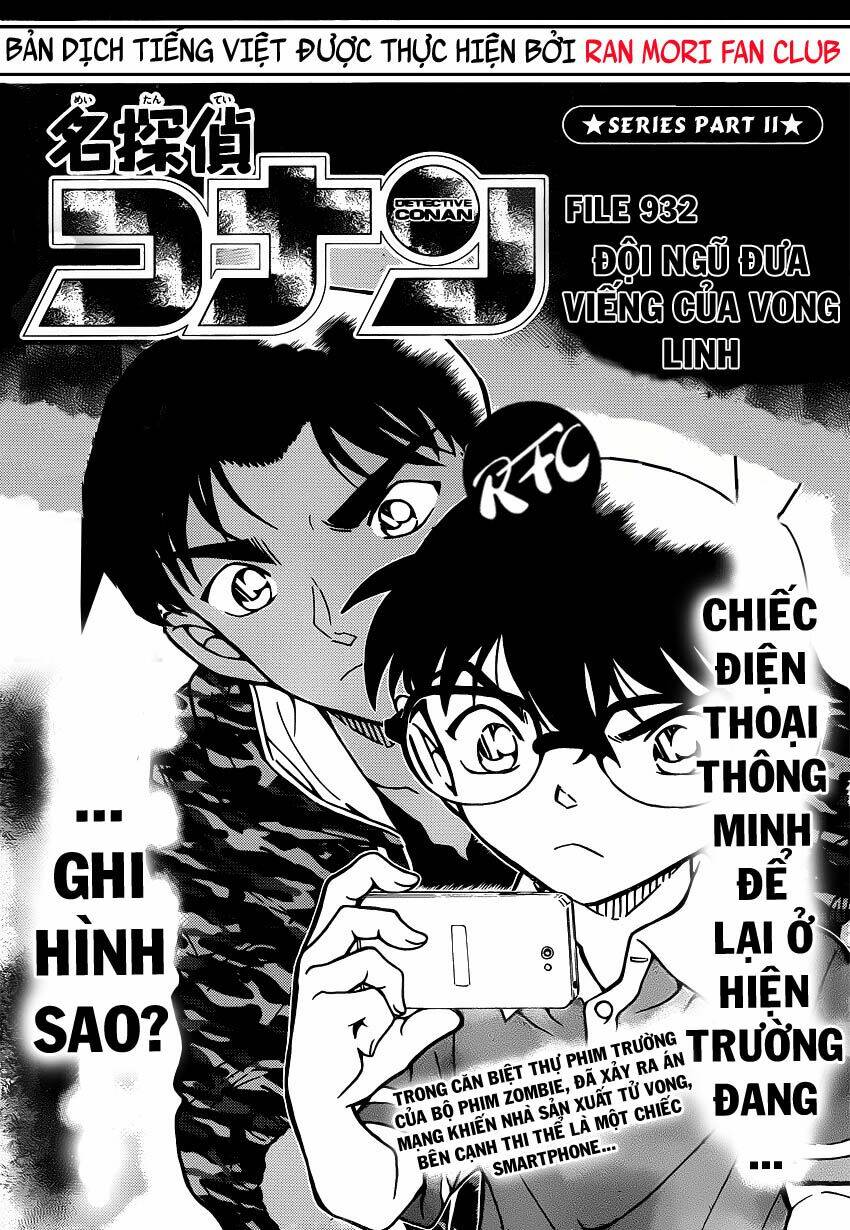 BẢN DỊCH TIẾNG VIỆT ĐƯỢC THỰC HIỆN BỞI RAN MORI FAN CLUB
めい たん てい
名探偵
コナン
DETECTIVE
CONAN
★SERIES PART II★
FILE 932
ĐỘI NGŨ ĐƯA
VIẾNG CỦA VONG
LINH
RFC
CHIẾC
ĐIỆN
THOẠI
THÔNG
MINH
ĐỂ
LẠI Ở
HIỆN
TRƯỜNG
ĐANG
...
...
GHI
HÌNH
SAO?
TRONG CĂN BIỆT THỰ PHIM TRƯỜNG
CỦA BỘ PHIM ZOMBIE, ĐÃ XẢY RA ÁN
MẠNG KHIẾN NHÀ SẢN XUẤT TỬ VONG,
BÊN CẠNH THI THỂ LÀ MỘT CHIẾC
SMARTPHONE...